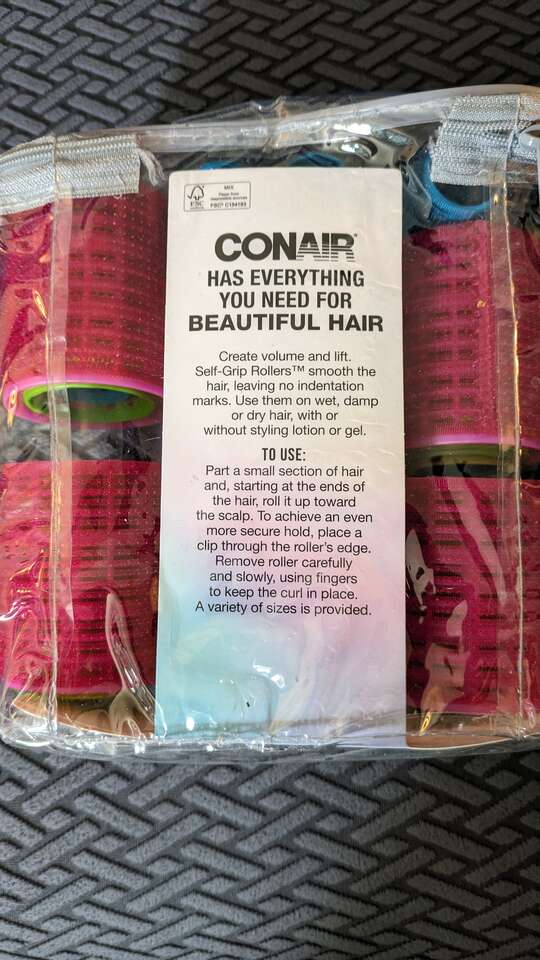 MIX
FSC
FSC® C154193
CONAIR®
HAS EVERYTHING
YOU NEED FOR
BEAUTIFUL HAIR
Create volume and lift.
Self-Grip Rollers™ smooth the
hair, leaving no indentation
marks. Use them on wet, damp
or dry hair, with or
without styling lotion or gel.
TO USE:
Part a small section of hair
and, starting at the ends of
the hair, roll it up toward
the scalp. To achieve an even
more secure hold, place a
clip through the roller's edge.
Remove roller carefully
and slowly, using fingers
to keep the curl in place.
A variety of sizes is provided.